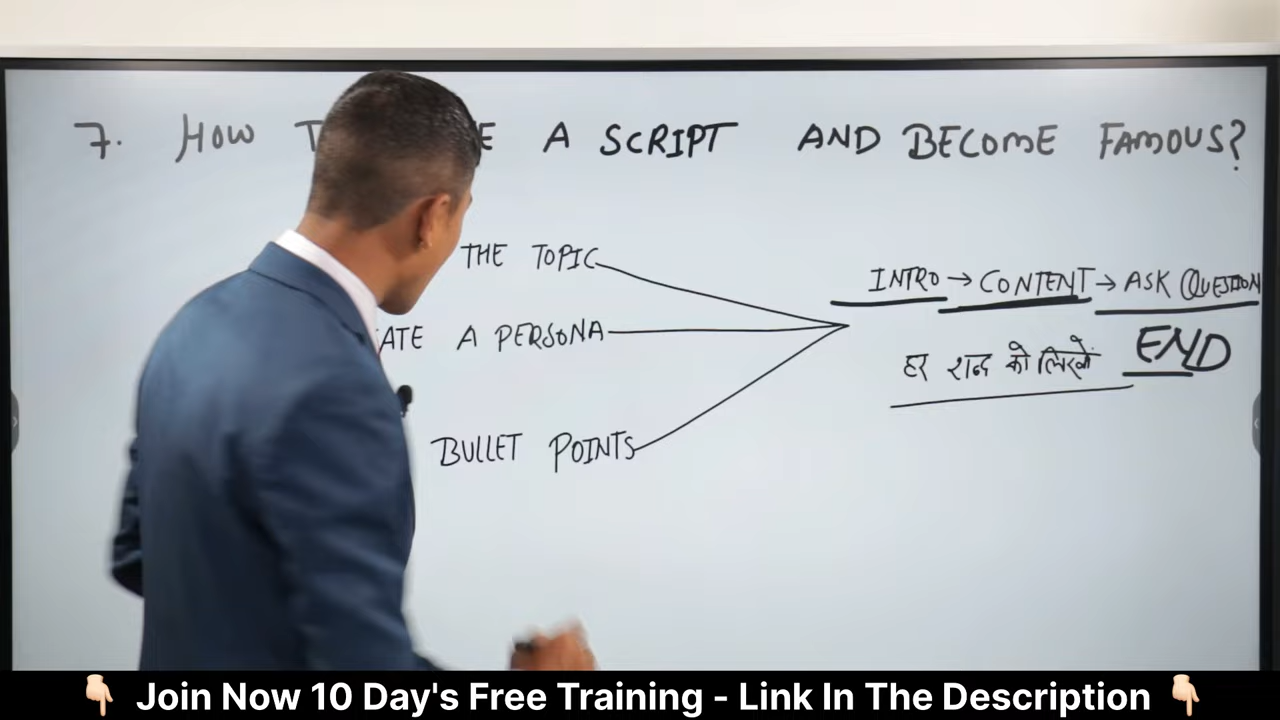 7. HOW T E A SCRIPT AND BECOME FAMOUS?
THE TOPIC
INTRO → CONTENT → ASK QUESTION
ATE A PERSONA
हर शब्द को लिखें END
BULLET POINTS
👇🏻 Join Now 10 Day's Free Training - Link In The Description 👇🏻